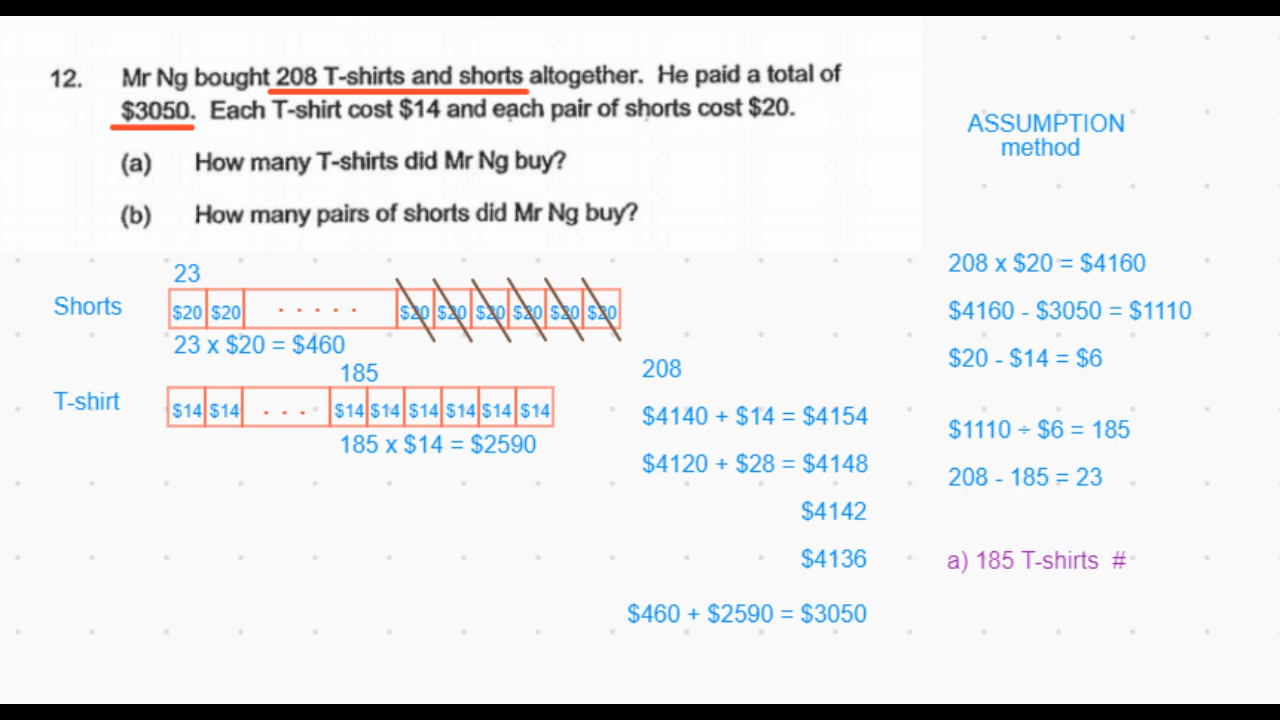 12. Mr Ng bought 208 T-shirts and shorts altogether. He paid a total of
$3050. Each T-shirt cost $14 and each pair of shorts cost $20.
(a) How many T-shirts did Mr Ng buy?
(b) How many pairs of shorts did Mr Ng buy?
23
Shorts $20 $20 . . . . . $20 $20 $20 $20 $20 $20
23 x $20 = $460
185
T-shirt $14 $14 . . . $14 $14 $14 $14 $14 $14
185 x $14 = $2590
208
$4140 + $14 = $4154
$4120 + $28 = $4148
$4142
$4136
$460 + $2590 = $3050
ASSUMPTION
method
208 x $20 = $4160
$4160 - $3050 = $1110
$20 - $14 = $6
$1110 ÷ $6 = 185
208 - 185 = 23
a) 185 T-shirts #